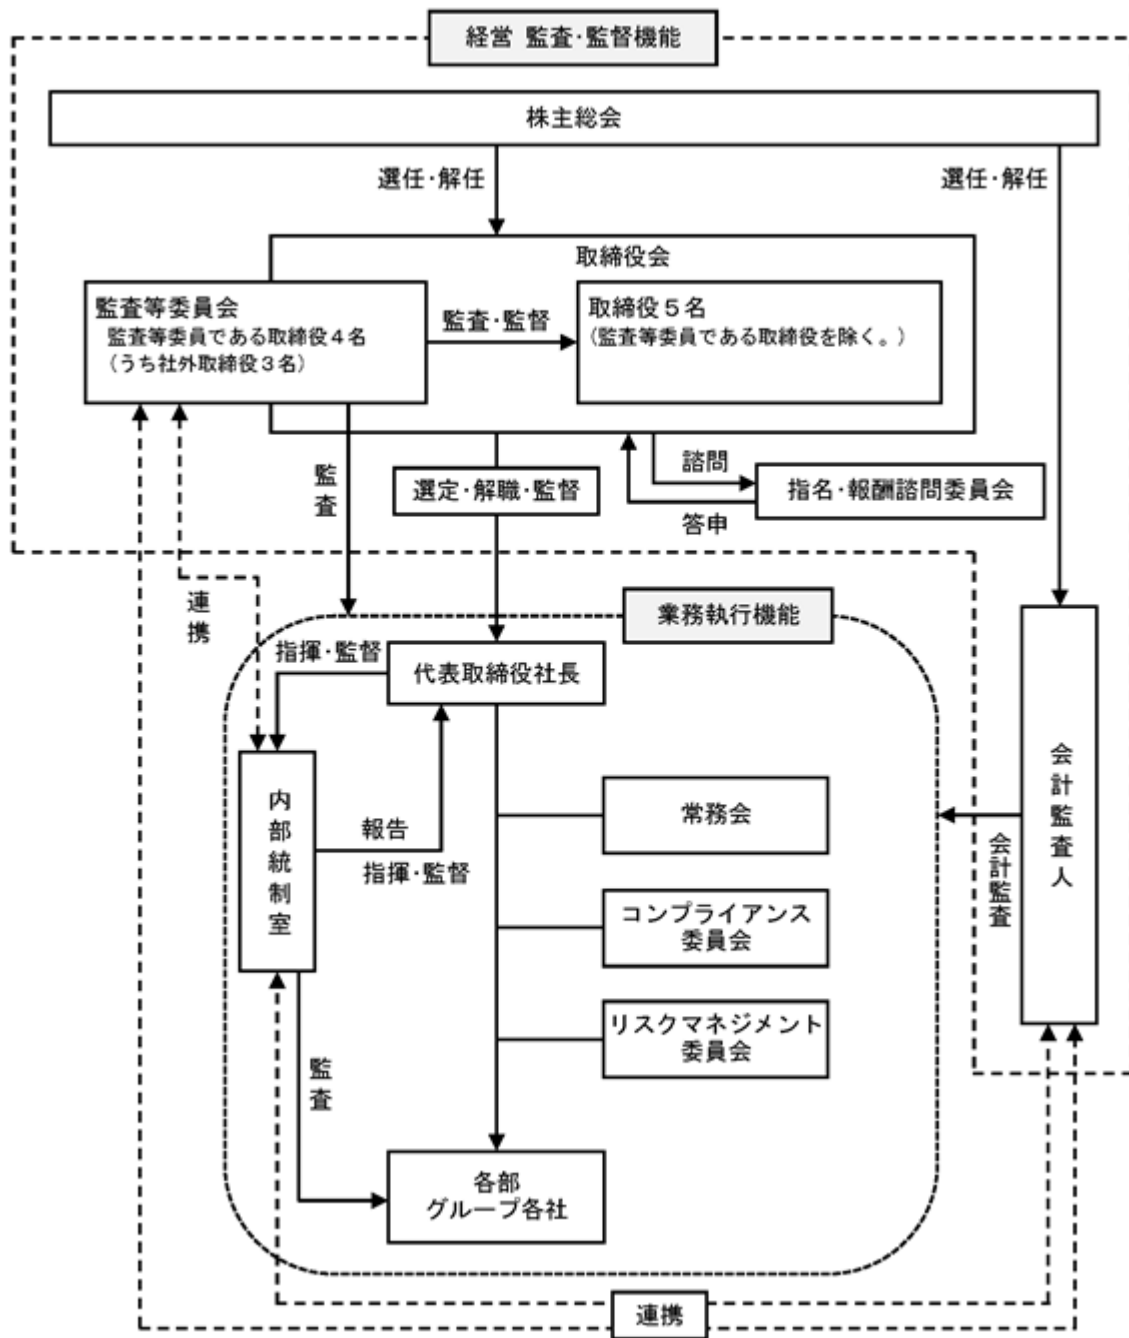 経営 監査・監督機能
株主総会
選任・解任
選任・解任
取締役会
監査等委員会
監査等委員である取締役4名
（うち社外取締役3名）
監査・監督
取締役5名
（監査等委員である取締役を除く。）
監査
選定・解職・監督
諮問
指名・報酬諮問委員会
答申
連携
業務執行機能
指揮・監督
代表取締役社長
会計監査人
内部統制室
報告
指揮・監督
常務会
会計監査
コンプライアンス
委員会
リスクマネジメント
委員会
監査
各部
グループ各社
連携